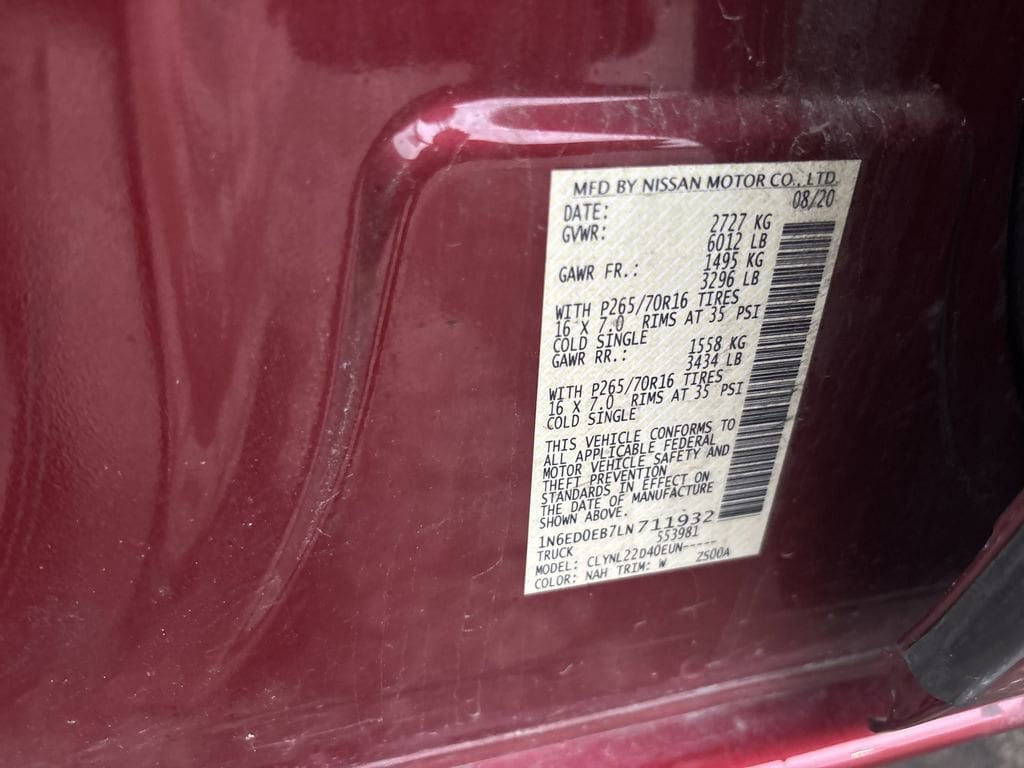 MFD BY NISSAN MOTOR CO., LTD.
DATE: 08/20
GVWR: 2727 KG
6012 LB
GAWR FR.: 1495 KG
3296 LB
WITH P265/70R16 TIRES
16 X 7.0 RIMS AT 35 PSI
COLD SINGLE
GAWR RR.: 1558 KG
3434 LB
WITH P265/70R16 TIRES
16 X 7.0 RIMS AT 35 PSI
COLD SINGLE
THIS VEHICLE CONFORMS TO
ALL APPLICABLE FEDERAL
MOTOR VEHICLE SAFETY AND
THEFT PREVENTION
STANDARDS IN EFFECT ON
THE DATE OF MANUFACTURE
SHOWN ABOVE.
1N6ED0EB7LN711932
TRUCK 553981
MODEL: CLYNL22D40EUN-----
COLOR: NAH TRIM: W ZS00A